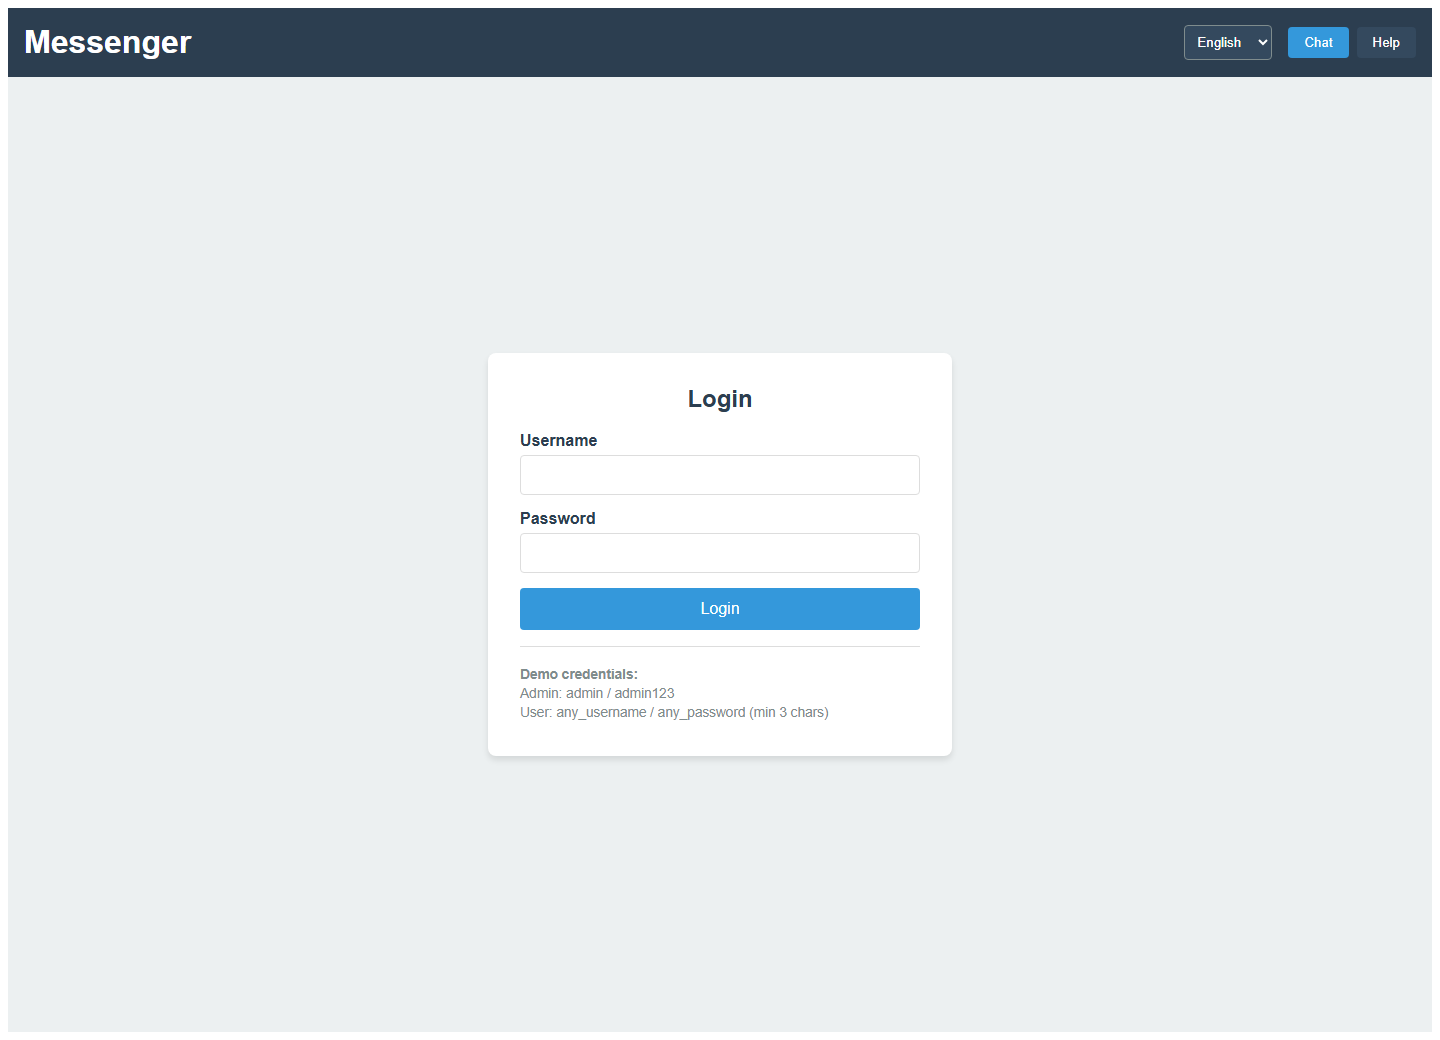 Messenger
English
Chat
Help
Login
Username
Password
Login
Demo credentials:
Admin: admin / admin123
User: any_username / any_password (min 3 chars)